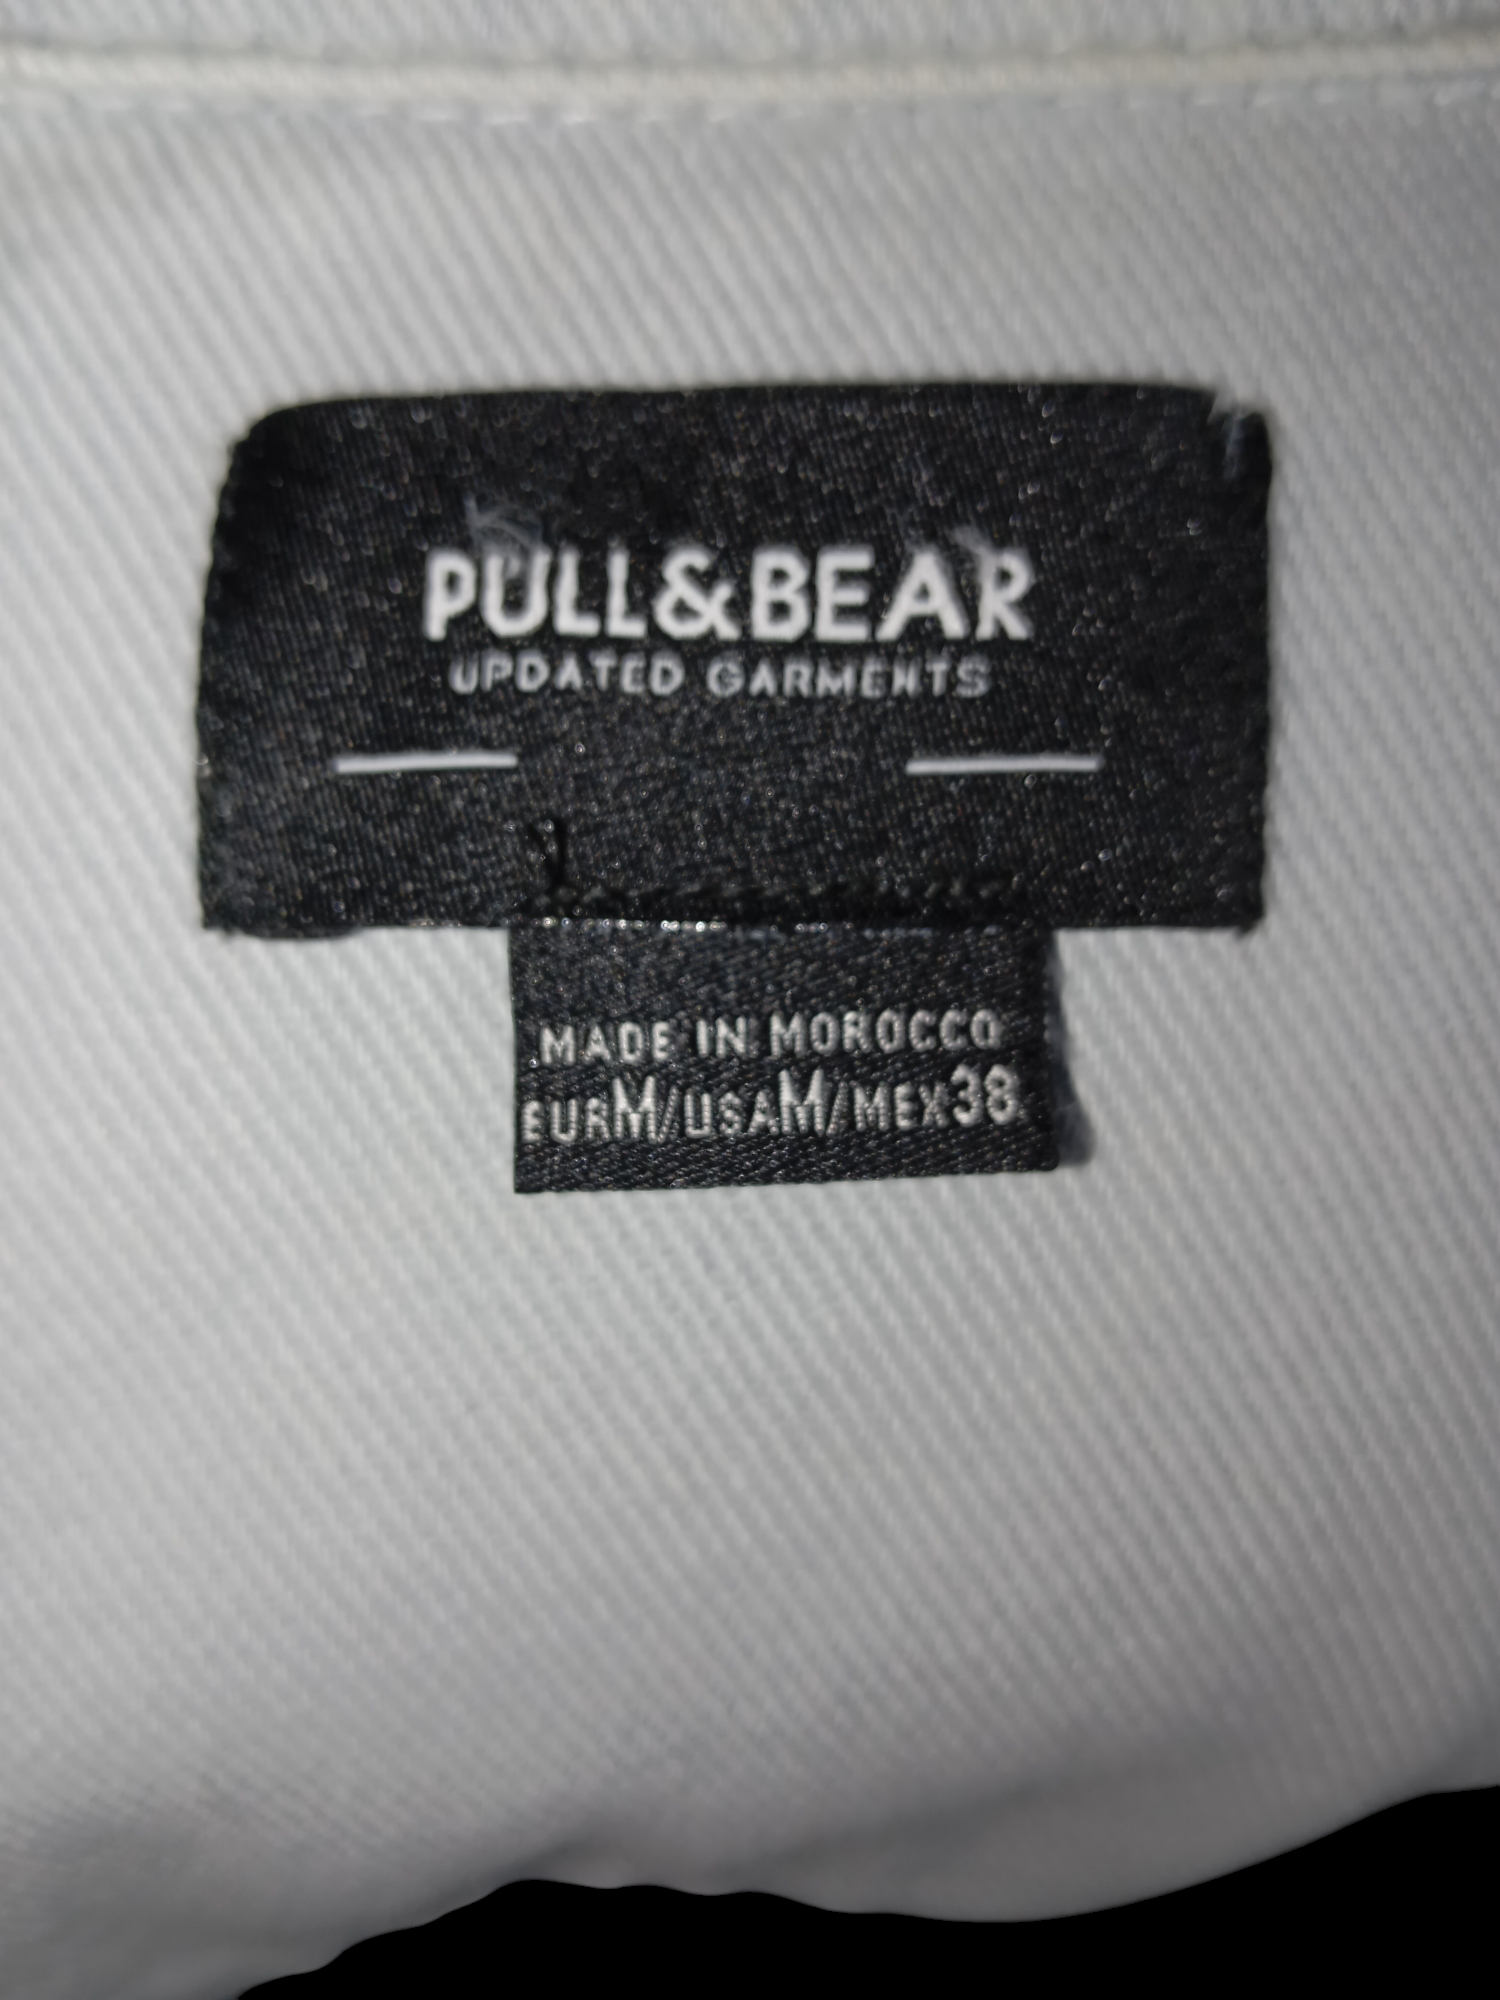 PULL&BEAR
UPDATED GARMENTS
MADE IN MOROCCO
EURM/USAM/MEX38